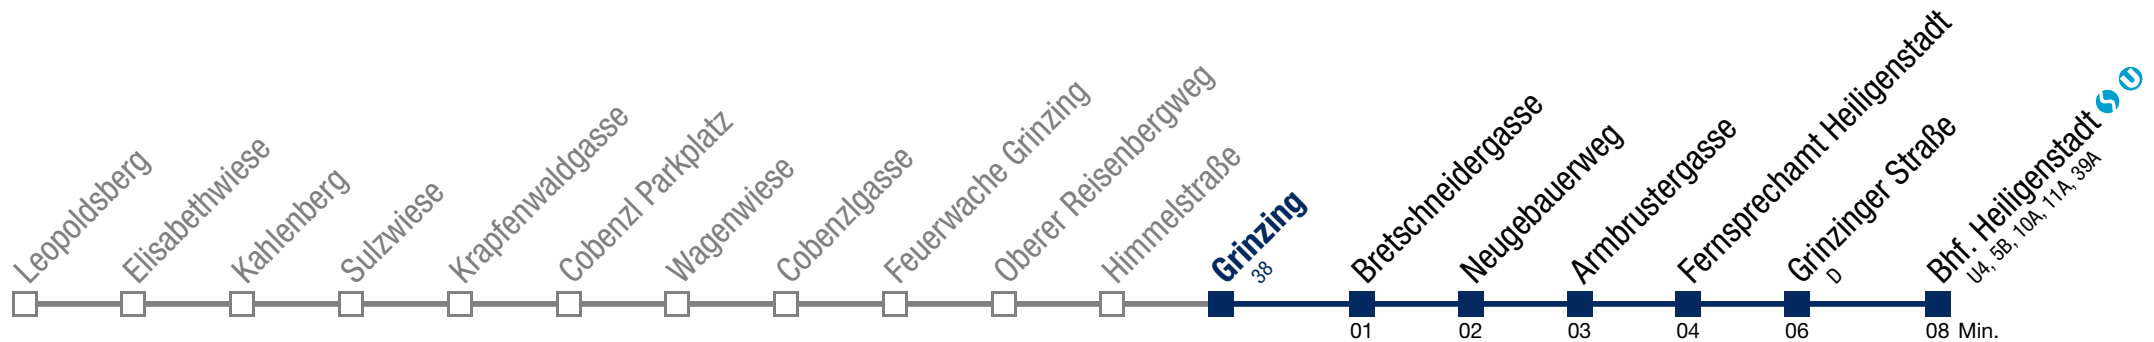 Leopoldsberg
Elisabethwiese
Kahlenberg
Sulzwiese
Krapfenwaldgasse
Cobenzl Parkplatz
Wagenwiese
Cobenzlgasse
Feuerwache Grinzing
Oberer Reisenbergweg
Himmelstraße
Grinzing
38
Bretschneidergasse
Neugebauerweg
Armbrustergasse
Fernsprechamt Heiligenstadt
Grinzinger Straße
D
Bhf. Heiligenstadt S U
U4, 5B, 10A, 11A, 39A
01 02 03 04 06 08 Min.